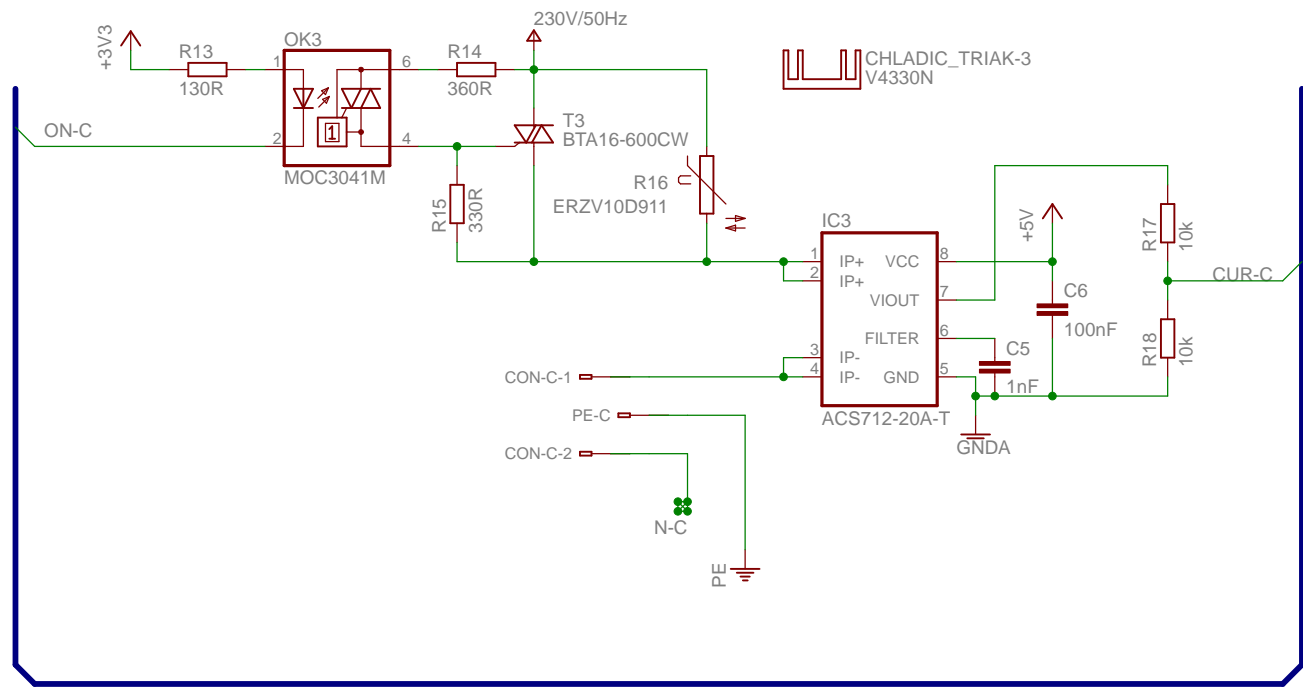 230V/50Hz
+3V3
R13
130R
OK3
1
6
2
4
1
MOC3041M
R14
360R
CHLADIC_TRIAK-3
V4330N
ON-C
T3
BTA16-600CW
R15
330R
R16
ERZV10D911
IC3
1
IP+
VCC
8
2
IP+
VIOUT
7
FILTER
6
3
IP-
4
IP-
GND
5
ACS712-20A-T
+5V
C6
100nF
C5
1nF
GNDA
R17
10k
CUR-C
R18
10k
CON-C-1
PE-C
CON-C-2
N-C
PE